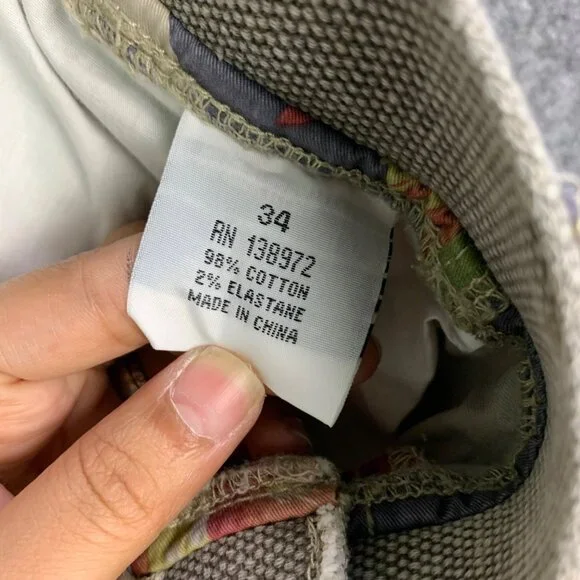 34
RN 138972
98% COTTON
2% ELASTANE
MADE IN CHINA